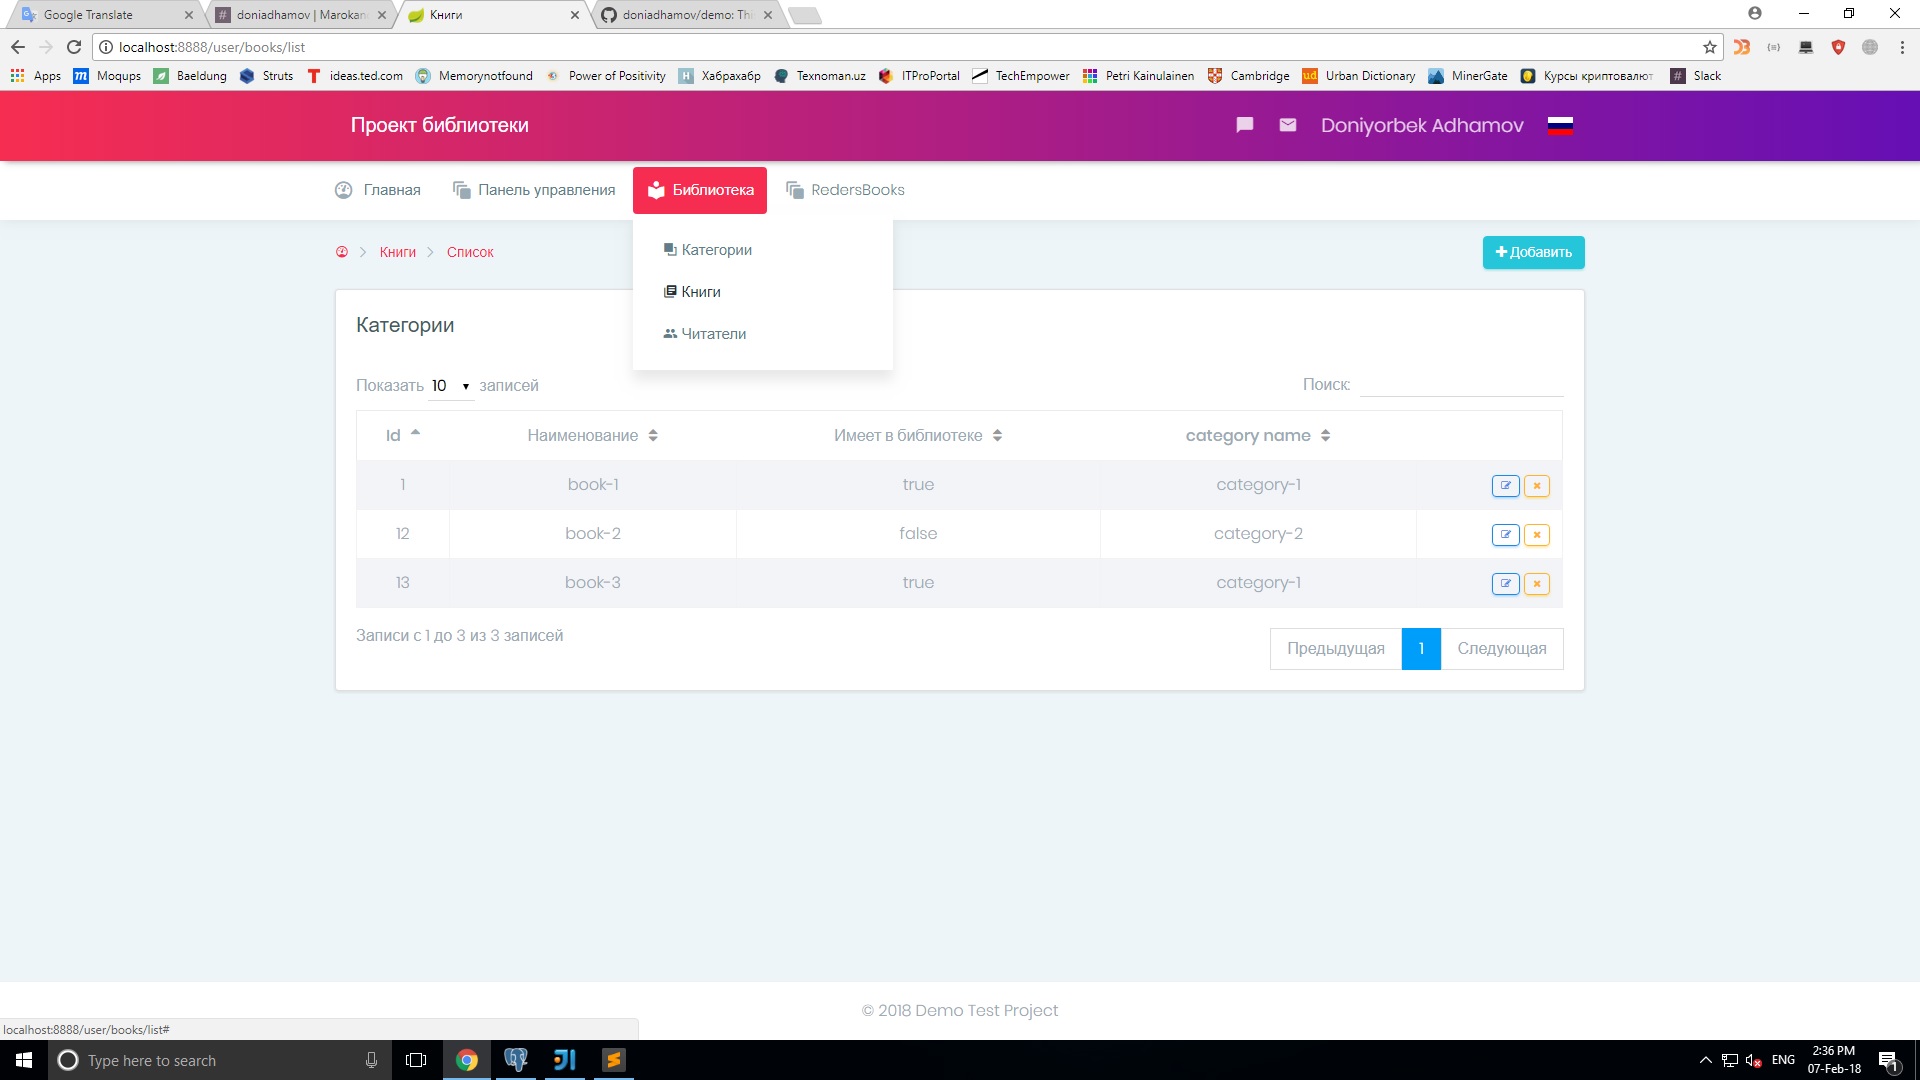 Google Translate
doniadhamov | Marokan
Книги
doniadhamov/demo: Thi
localhost:8888/user/books/list
Apps
Moqups
Baeldung
Struts
ideas.ted.com
Memorynotfound
Power of Positivity
Хабрахабр
Texnoman.uz
ITProPortal
TechEmpower
Petri Kainulainen
Cambridge
Urban Dictionary
MinerGate
Курсы криптовалют
Slack
Проект библиотеки
Doniyorbek Adhamov
Главная
Панель управления
Библиотека
RedersBooks
Книги
Список
Добавить
Категории
Книги
Читатели
Категории
Показать 10 записей
Поиск:
Id Наименование Имеет в библиотеке category name
1 book-1 true category-1
12 book-2 false category-2
13 book-3 true category-1
Записи с 1 до 3 из 3 записей
Предыдущая 1 Следующая
© 2018 Demo Test Project
localhost:8888/user/books/list#
Type here to search
ENG
2:36 PM
07-Feb-18
1